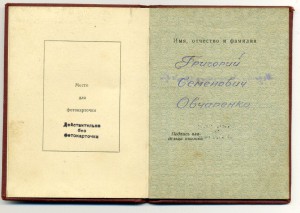 Место
для
фотокарточки
Действительно
без
фотокарточки
Имя, отчество и фамилия
Григорий
Семенович
Овчаренко